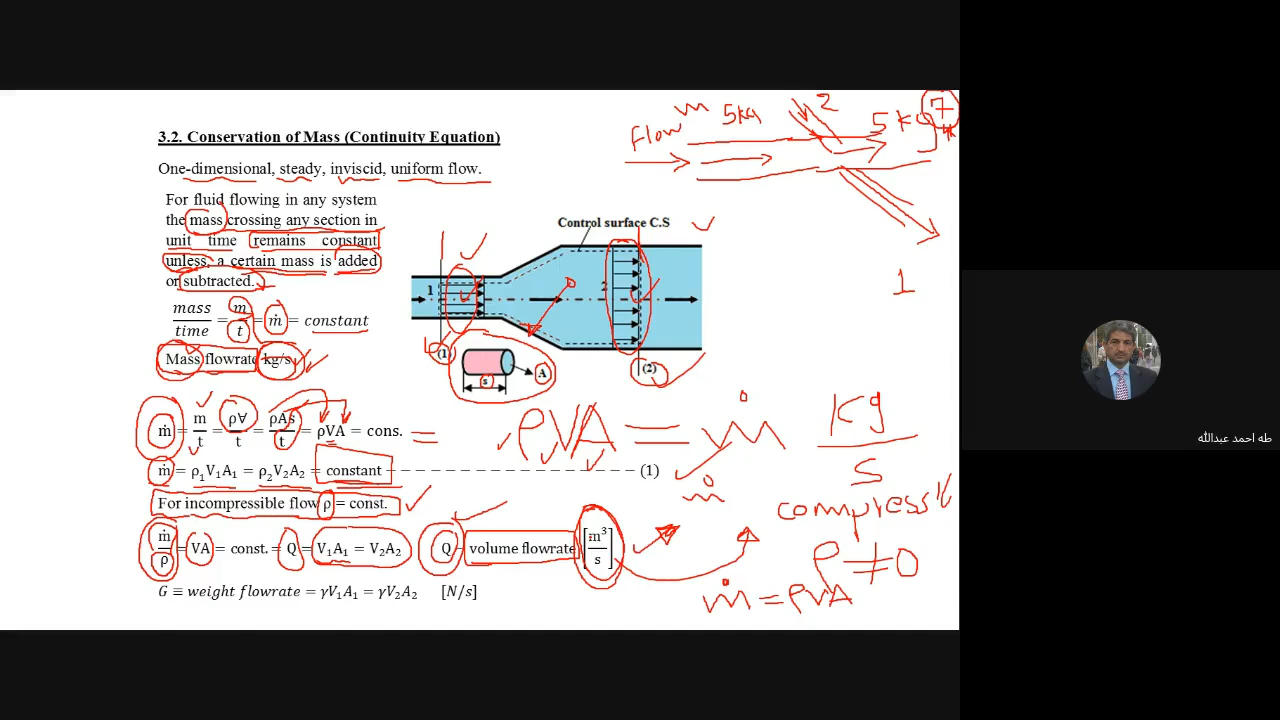 3.2. Conservation of Mass (Continuity Equation)
One-dimensional, steady, inviscid, uniform flow.
For fluid flowing in any system
the mass crossing any section in
unit time remains constant
unless, a certain mass is added
or subtracted.
mass/time = m/t = ṁ = constant
Mass flowrate kg/s
ṁ = m/t = ρ∀/t = ρAs/t = ρVA = cons.
ṁ = ρ₁V₁A₁ = ρ₂V₂A₂ = constant − − − − − − − − − − − − − − − − − − (1)
For incompressible flow ρ = const.
ṁ/ρ = VA = const. = Q = V₁A₁ = V₂A₂ Q = volume flowrate [m³/s]
G ≡ weight flowrate = γV₁A₁ = γV₂A₂ [N/s]
Control surface C.S
1
2
(1)
(2)
s
A
Flow
m 5kg
2
5 kg
7
1
= ρVA = ṁ kg/s
ṁ
ρ ≠ 0
ṁ = ρVA
طه احمد عبدالله